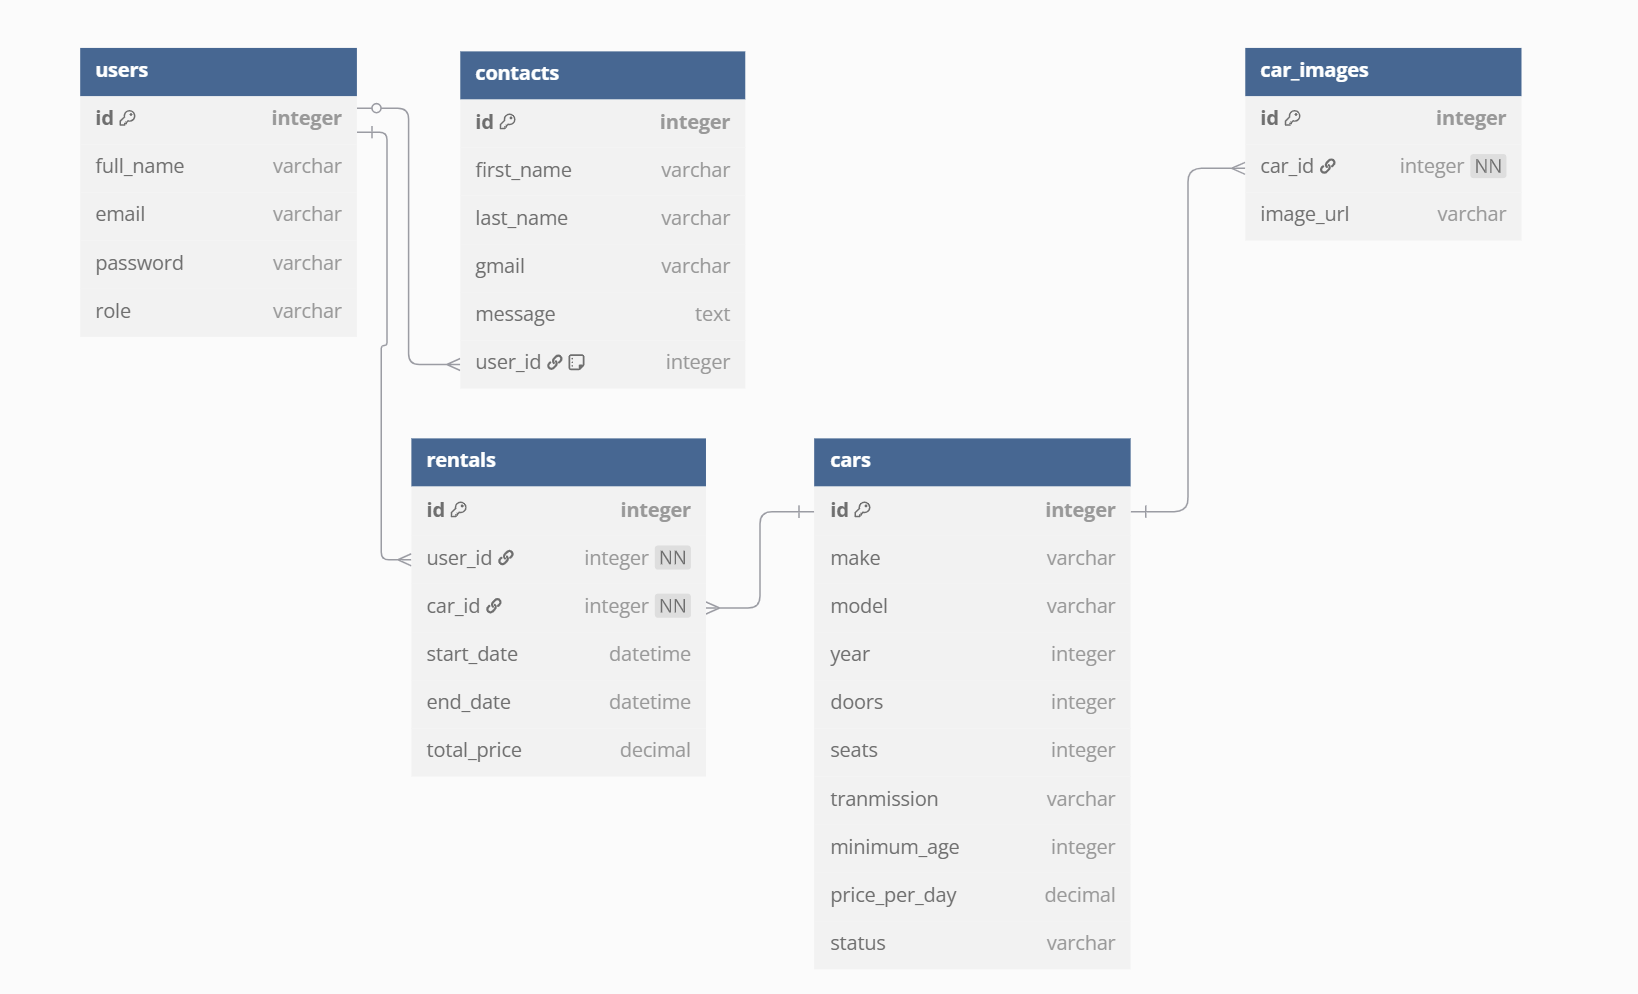 users
id integer
full_name varchar
email varchar
password varchar
role varchar
contacts
id integer
first_name varchar
last_name varchar
gmail varchar
message text
user_id integer
car_images
id integer
car_id integer NN
image_url varchar
rentals
id integer
user_id integer NN
car_id integer NN
start_date datetime
end_date datetime
total_price decimal
cars
id integer
make varchar
model varchar
year integer
doors integer
seats integer
tranmission varchar
minimum_age integer
price_per_day decimal
status varchar